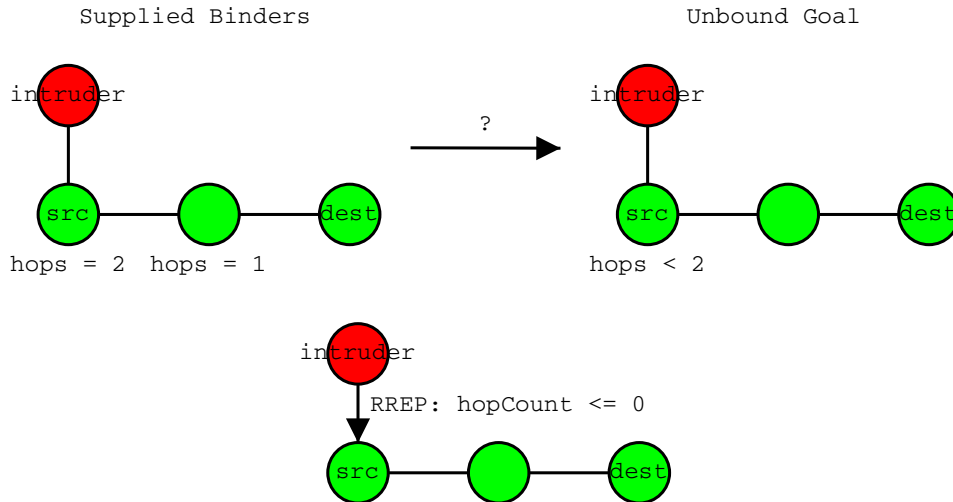 Supplied Binders
Unbound Goal
intruder
intruder
?
src
dest
src
dest
hops = 2
hops = 1
hops < 2
intruder
RREP: hopCount <= 0
src
dest